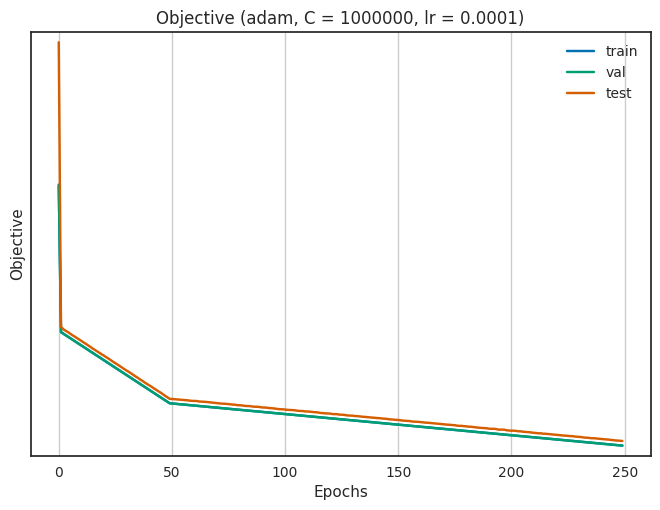 Objective (adam, C = 1000000, lr = 0.0001)
train
val
test
Objective
0 50 100 150 200 250
Epochs